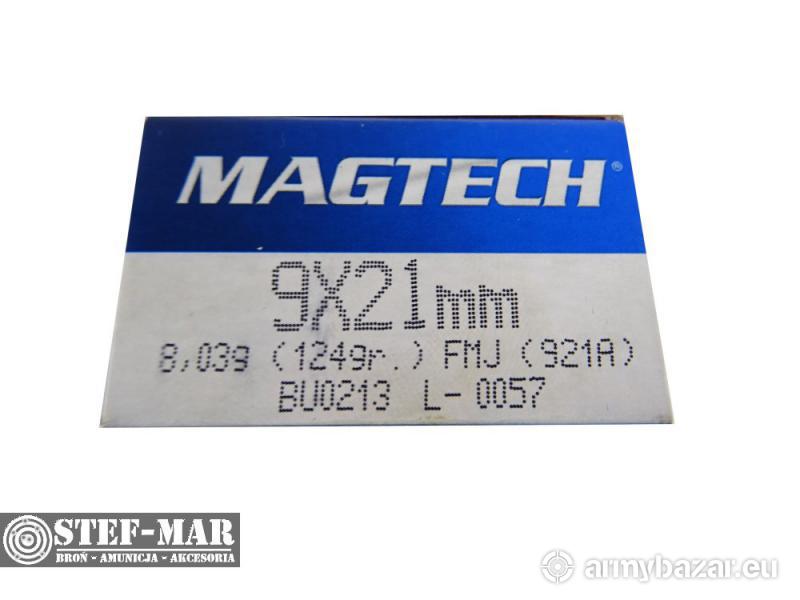 MAGTECH®
9X21mm
8,03g (124gr.) FMJ (921A)
BU0213 L-0057
STEF-MAR
BROŃ - AMUNICJA - AKCESORIA
armybazar.eu